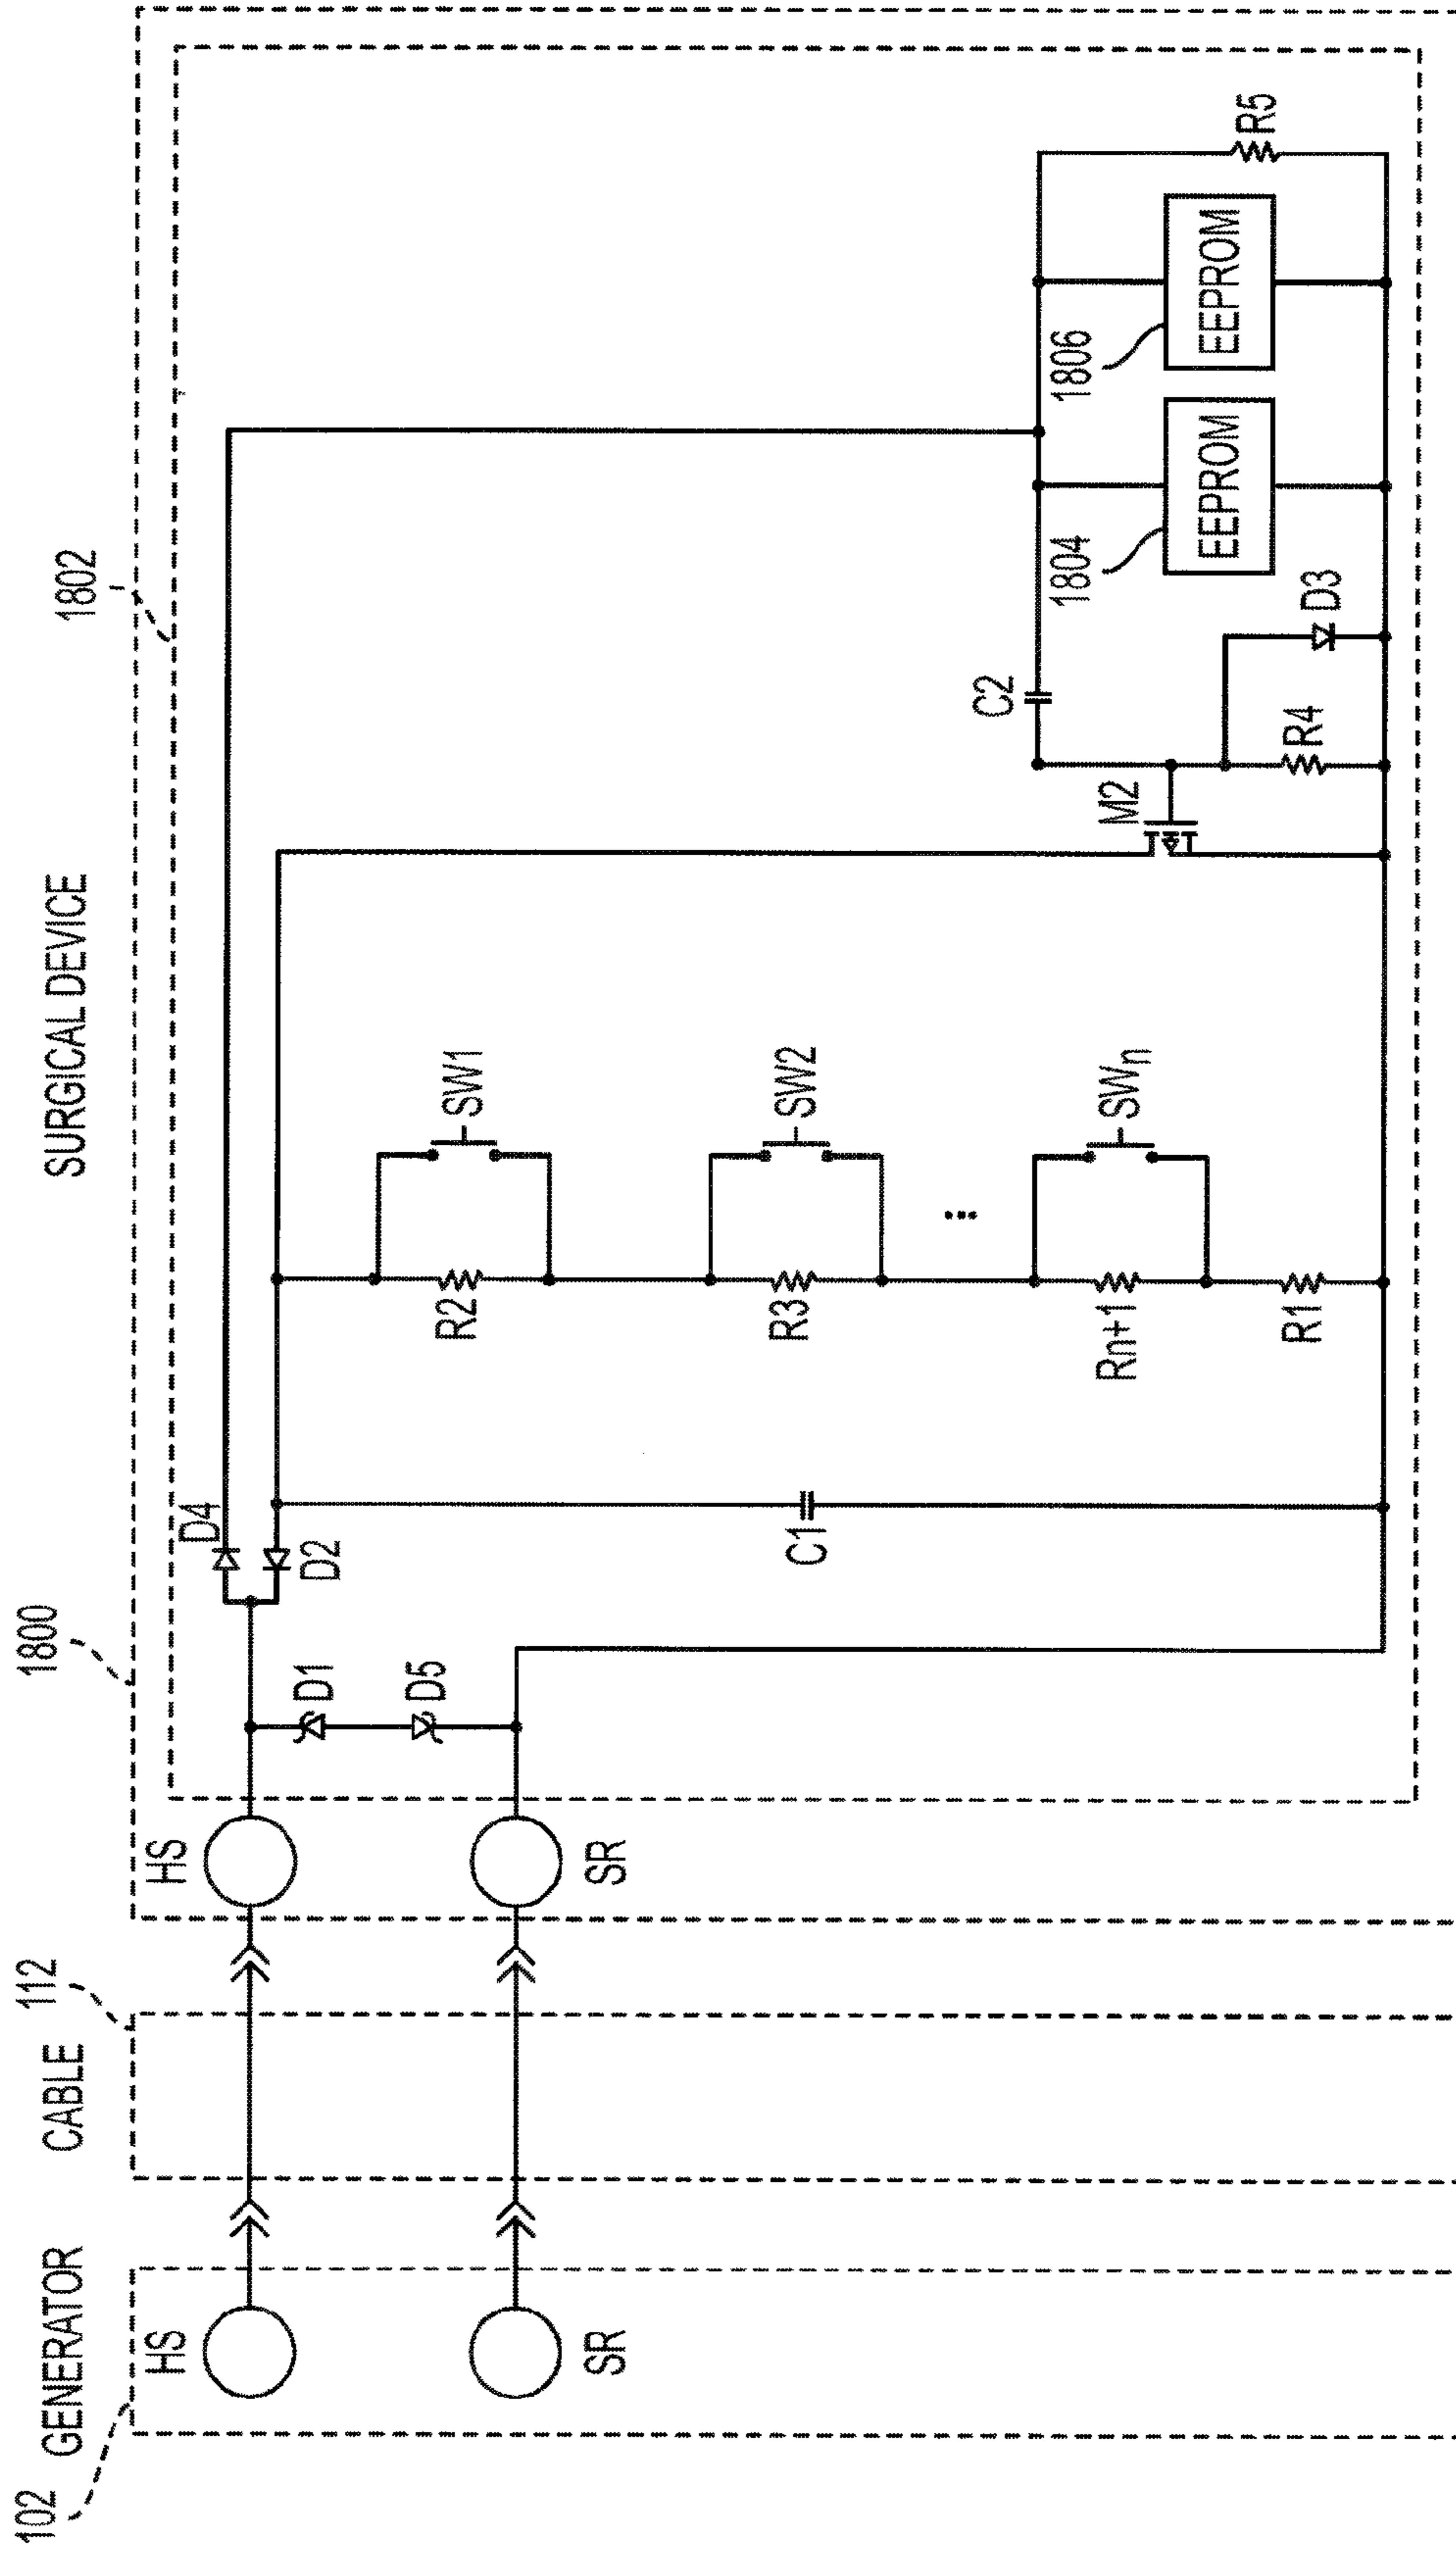 102
GENERATOR
112
CABLE
1800
SURGICAL DEVICE
1802
HS
HS
SR
SR
D1
D5
D4
D2
C1
R2
SW1
R3
SW2
...
Rn+1
SWn
R1
M2
C2
R4
D3
1804
EEPROM
1806
EEPROM
R5